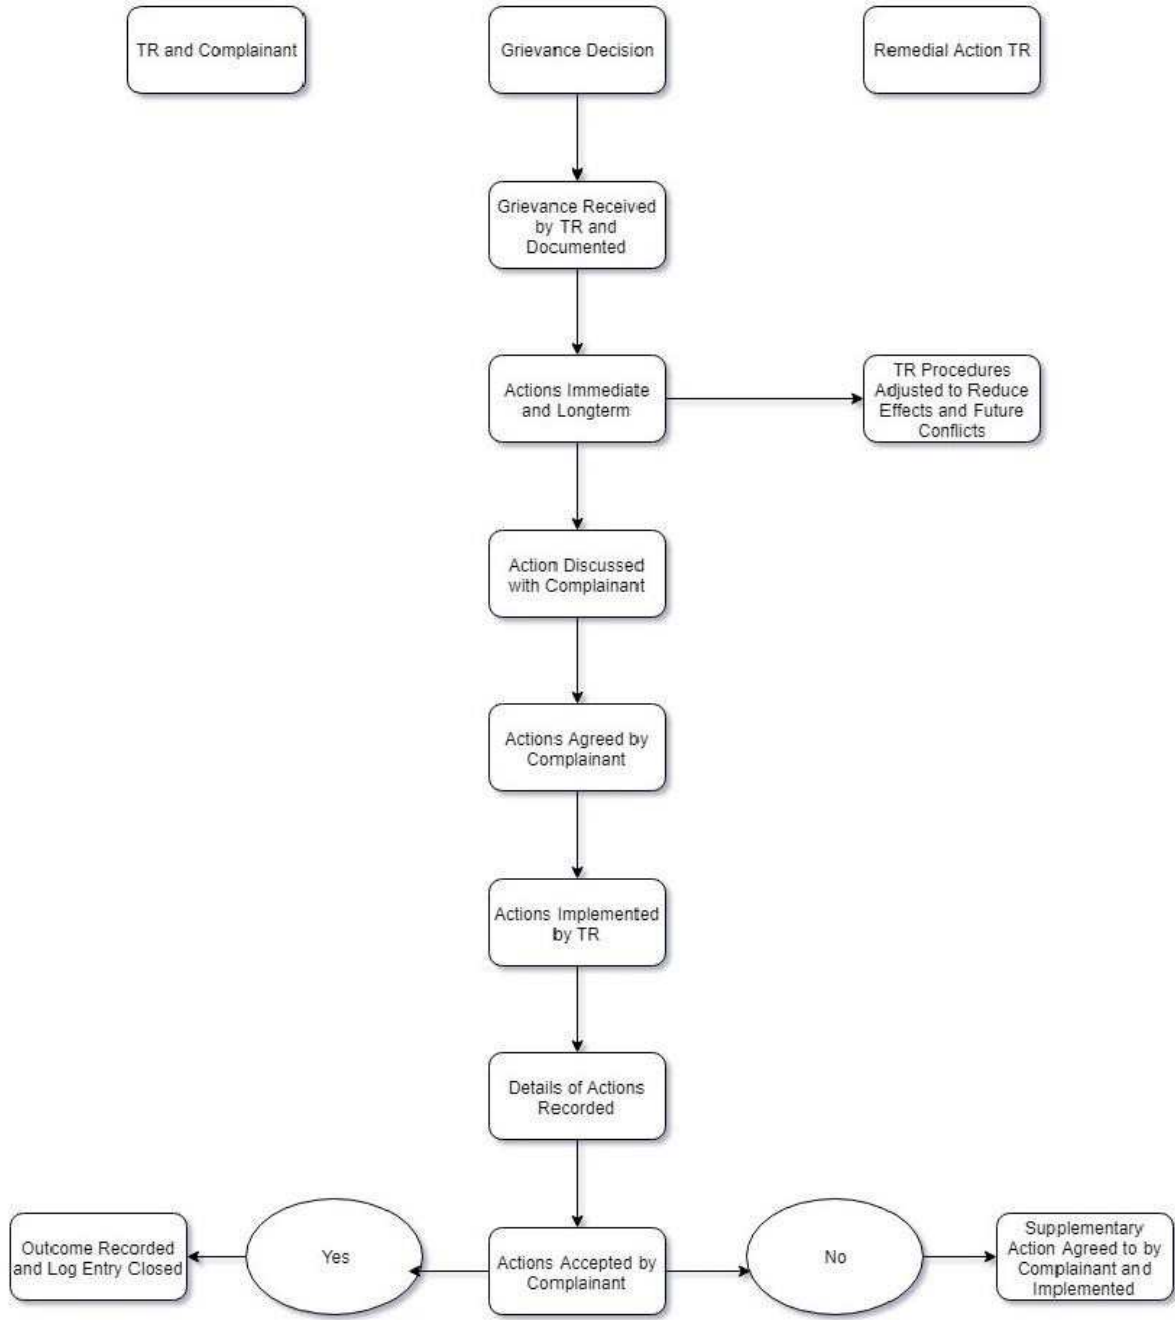 TR and Complainant
Grievance Decision
Remedial Action TR
Grievance Received
by TR and
Documented
Actions Immediate
and Longterm
TR Procedures
Adjusted to Reduce
Effects and Future
Conflicts
Action Discussed
with Complainant
Actions Agreed by
Complainant
Actions Implemented
by TR
Details of Actions
Recorded
Outcome Recorded
and Log Entry Closed
Yes
Actions Accepted by
Complainant
No
Supplementary
Action Agreed to by
Complainant and
Implemented